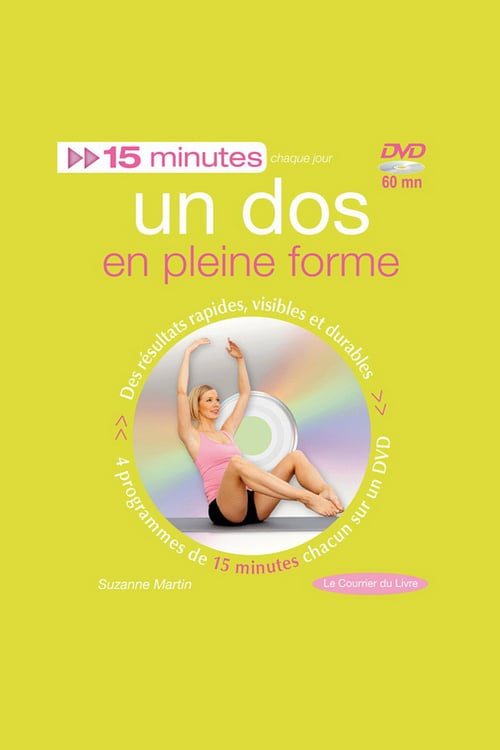 15 minutes chaque jour
DVD
60 mn
un dos
en pleine forme
>> Des résultats rapides, visibles et durables >>
4 programmes de 15 minutes chacun sur un DVD
Suzanne Martin
Le Courrier du Livre